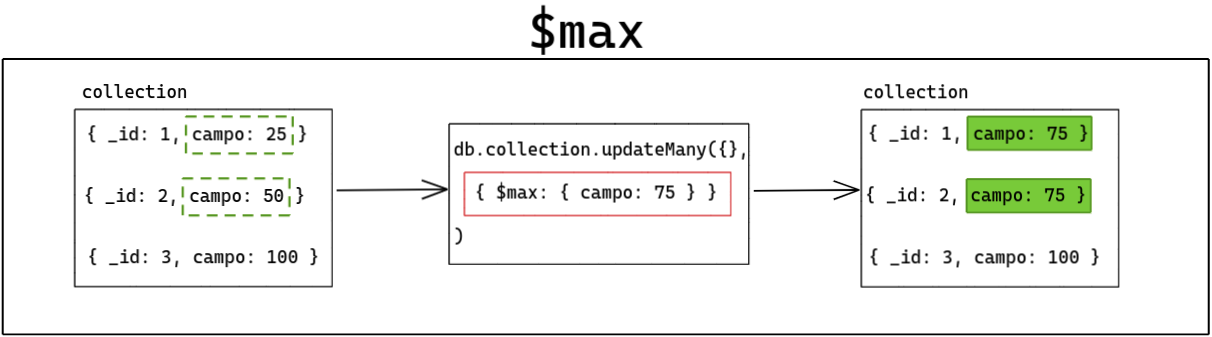 $max
collection
{ _id: 1, campo: 25 }
{ _id: 2, campo: 50 }
{ _id: 3, campo: 100 }
db.collection.updateMany({},
{ $max: { campo: 75 } }
)
collection
{ _id: 1, campo: 75 }
{ _id: 2, campo: 75 }
{ _id: 3, campo: 100 }